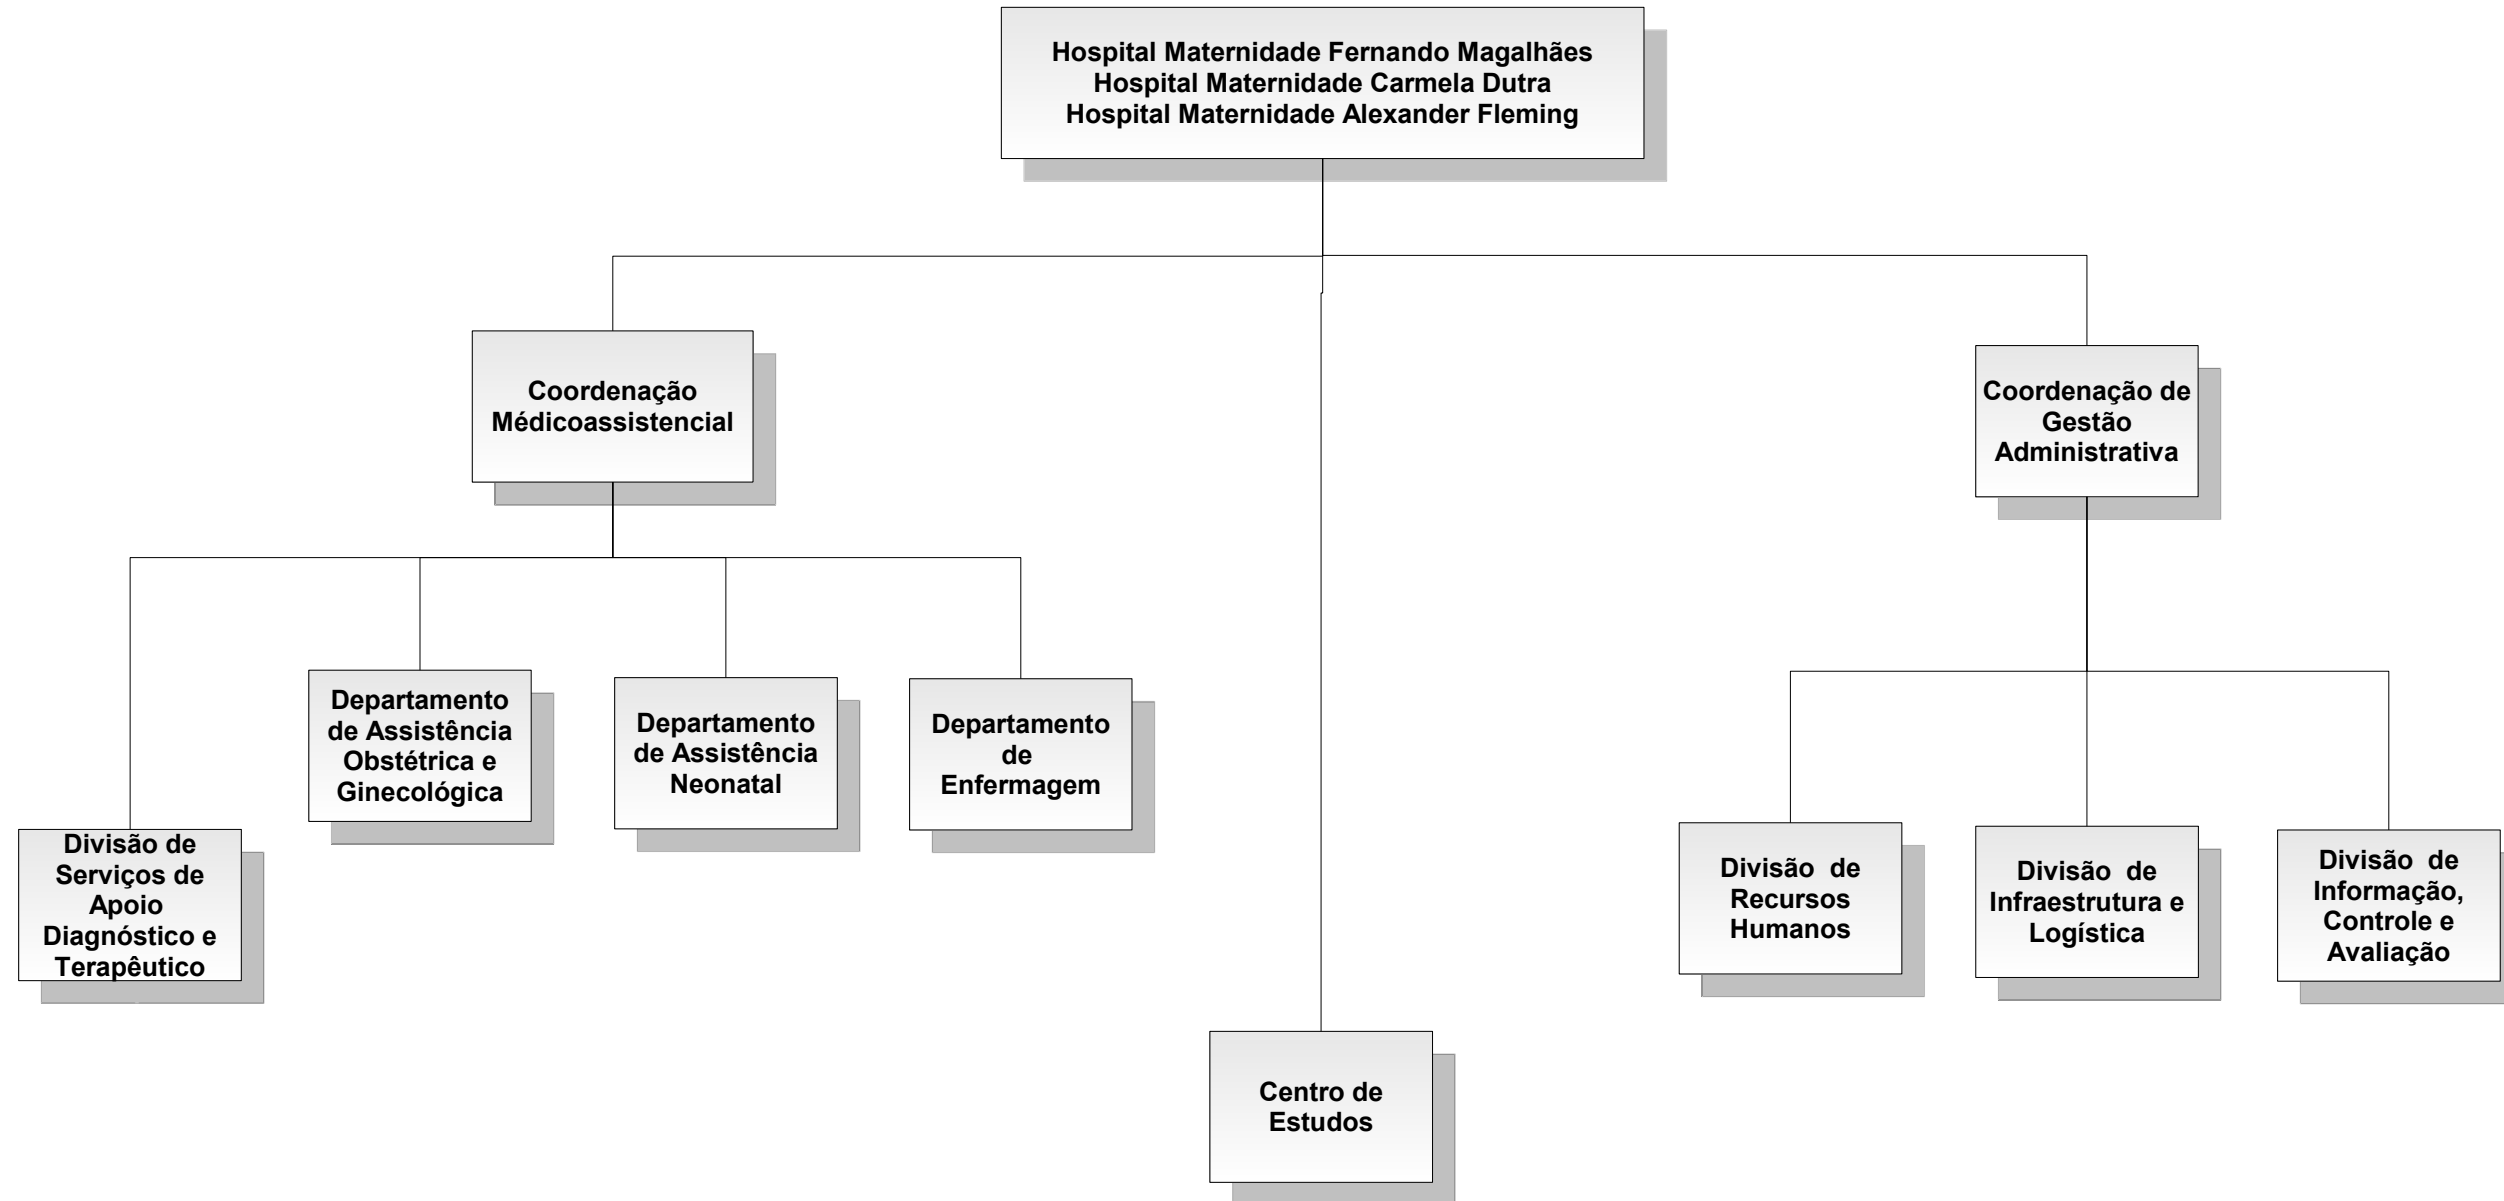 Hospital Maternidade Fernando Magalhães
Hospital Maternidade Carmela Dutra
Hospital Maternidade Alexander Fleming
Coordenação
Médicoassistencial
Coordenação de
Gestão
Administrativa
Divisão de
Serviços de
Apoio
Diagnóstico e
Terapêutico
Departamento
de Assistência
Obstétrica e
Ginecológica
Departamento
de Assistência
Neonatal
Departamento
de
Enfermagem
Divisão de
Recursos
Humanos
Divisão de
Infraestrutura e
Logística
Divisão de
Informação,
Controle e
Avaliação
Centro de
Estudos